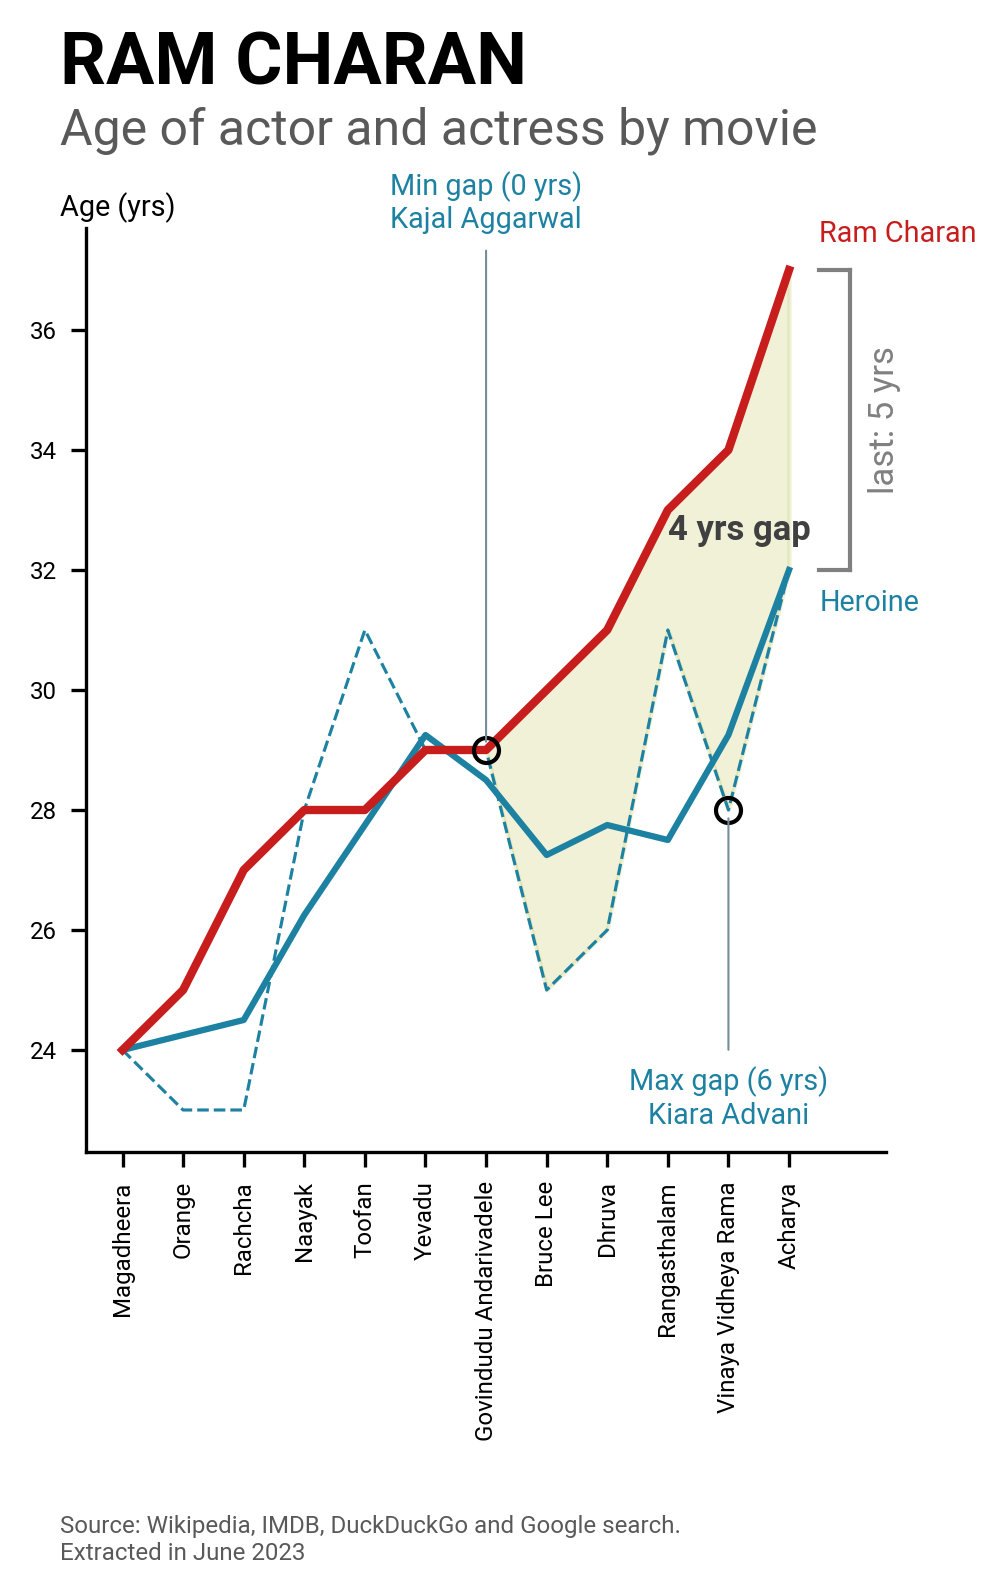 RAM CHARAN
Age of actor and actress by movie
Min gap (0 yrs)
Kajal Aggarwal
Age (yrs)
Ram Charan
36
34
32
30
28
26
24
last: 5 yrs
4 yrs gap
Heroine
Max gap (6 yrs)
Kiara Advani
Magadheera
Orange
Rachcha
Naayak
Toofan
Yevadu
Govindudu Andarivadele
Bruce Lee
Dhruva
Rangasthalam
Vinaya Vidheya Rama
Acharya
Source: Wikipedia, IMDB, DuckDuckGo and Google search.
Extracted in June 2023